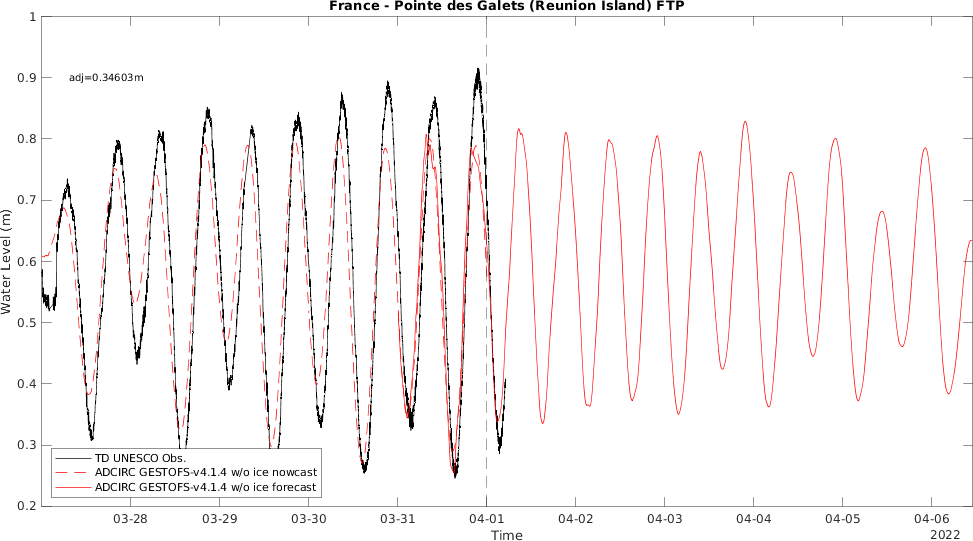 France - Pointe des Galets (Reunion Island) FTP
1
0.9
0.8
0.7
0.6
0.5
0.4
0.3
0.2
Water Level (m)
adj=0.34603m
TD UNESCO Obs.
ADCIRC GESTOFS-v4.1.4 w/o ice nowcast
ADCIRC GESTOFS-v4.1.4 w/o ice forecast
03-28 03-29 03-30 03-31 04-01 04-02 04-03 04-04 04-05 04-06
Time
2022